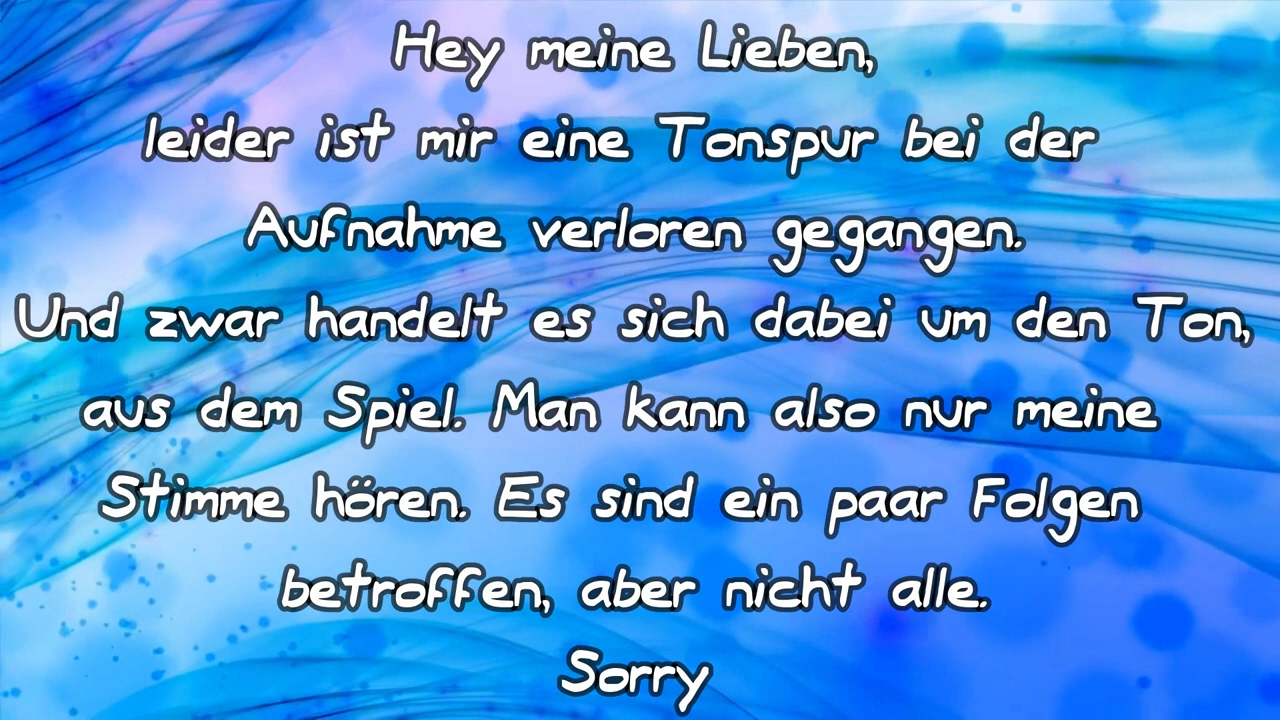 Hey meine Lieben,
leider ist mir eine Tonspur bei der
Aufnahme verloren gegangen.
Und zwar handelt es sich dabei um den Ton,
aus dem Spiel. Man kann also nur meine
Stimme hören. Es sind ein paar Folgen
betroffen, aber nicht alle.
Sorry